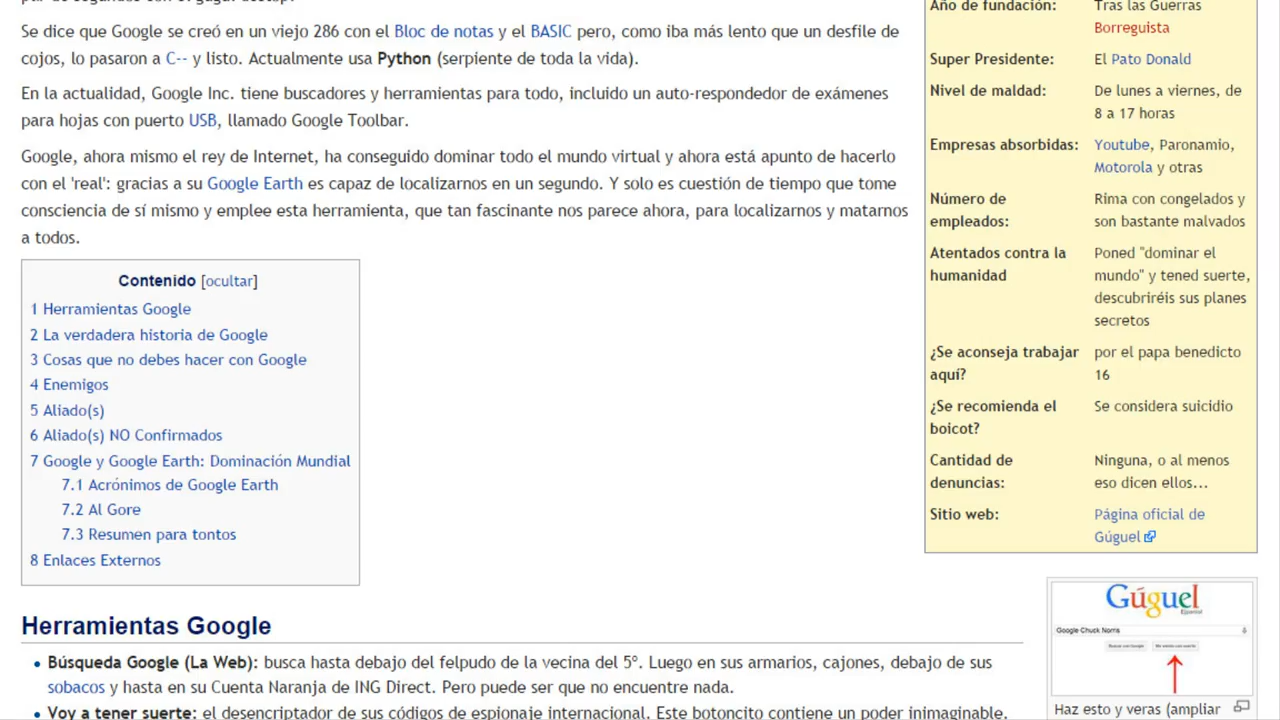 Se dice que Google se creó en un viejo 286 con el Bloc de notas y el BASIC pero, como iba más lento que un desfile de
cojos, lo pasaron a C-- y listo. Actualmente usa Python (serpiente de toda la vida).
En la actualidad, Google Inc. tiene buscadores y herramientas para todo, incluido un auto-respondedor de exámenes
para hojas con puerto USB, llamado Google Toolbar.
Google, ahora mismo el rey de Internet, ha conseguido dominar todo el mundo virtual y ahora está apunto de hacerlo
con el 'real': gracias a su Google Earth es capaz de localizarnos en un segundo. Y solo es cuestión de tiempo que tome
consciencia de sí mismo y emplee esta herramienta, que tan fascinante nos parece ahora, para localizarnos y matarnos
a todos.
Contenido [ocultar]
1 Herramientas Google
2 La verdadera historia de Google
3 Cosas que no debes hacer con Google
4 Enemigos
5 Aliado(s)
6 Aliado(s) NO Confirmados
7 Google y Google Earth: Dominación Mundial
7.1 Acrónimos de Google Earth
7.2 Al Gore
7.3 Resumen para tontos
8 Enlaces Externos
Herramientas Google
• Búsqueda Google (La Web): busca hasta debajo del felpudo de la vecina del 5º. Luego en sus armarios, cajones, debajo de sus
sobacos y hasta en su Cuenta Naranja de ING Direct. Pero puede ser que no encuentre nada.
• Voy a tener suerte: el desencriptador de sus códigos de espionaje internacional. Este botoncito contiene un poder inimaginable.
Año de fundación: Tras las Guerras
Borreguista
Super Presidente: El Pato Donald
Nivel de maldad: De lunes a viernes, de
8 a 17 horas
Empresas absorbidas: Youtube, Paronamio,
Motorola y otras
Número de Rima con congelados y
empleados: son bastante malvados
Atentados contra la Poned "dominar el
humanidad mundo" y tened suerte,
descubriréis sus planes
secretos
¿Se aconseja trabajar por el papa benedicto
aquí? 16
¿Se recomienda el Se considera suicidio
boicot?
Cantidad de Ninguna, o al menos
denuncias: eso dicen ellos...
Sitio web: Página oficial de
Gúguel
Gúguel
Google Chuck Norris
Haz esto y veras (ampliar